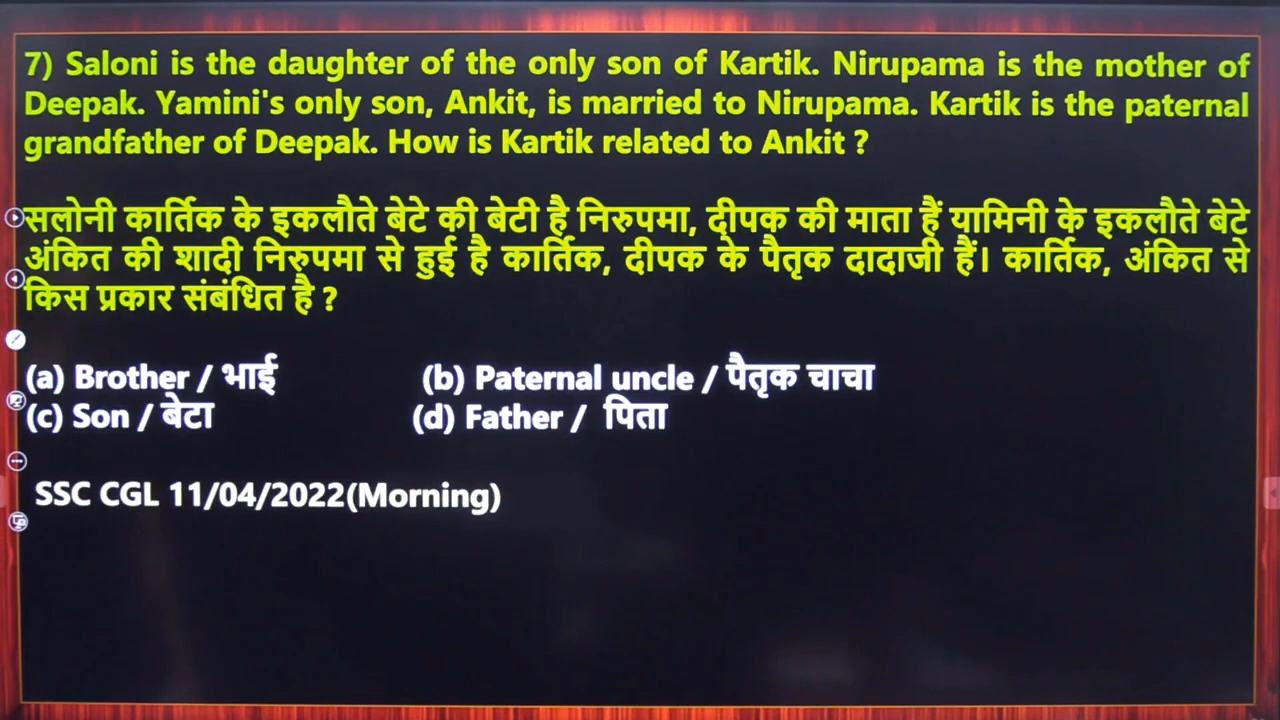 7) Saloni is the daughter of the only son of Kartik. Nirupama is the mother of
Deepak. Yamini's only son, Ankit, is married to Nirupama. Kartik is the paternal
grandfather of Deepak. How is Kartik related to Ankit ?
सलोनी कार्तिक के इकलौते बेटे की बेटी है निरुपमा, दीपक की माता हैं यामिनी के इकलौते बेटे
अंकित की शादी निरुपमा से हुई है कार्तिक, दीपक के पैतृक दादाजी हैं। कार्तिक, अंकित से
किस प्रकार संबंधित है ?
(a) Brother / भाई (b) Paternal uncle / पैतृक चाचा
(c) Son / बेटा (d) Father / पिता
SSC CGL 11/04/2022(Morning)